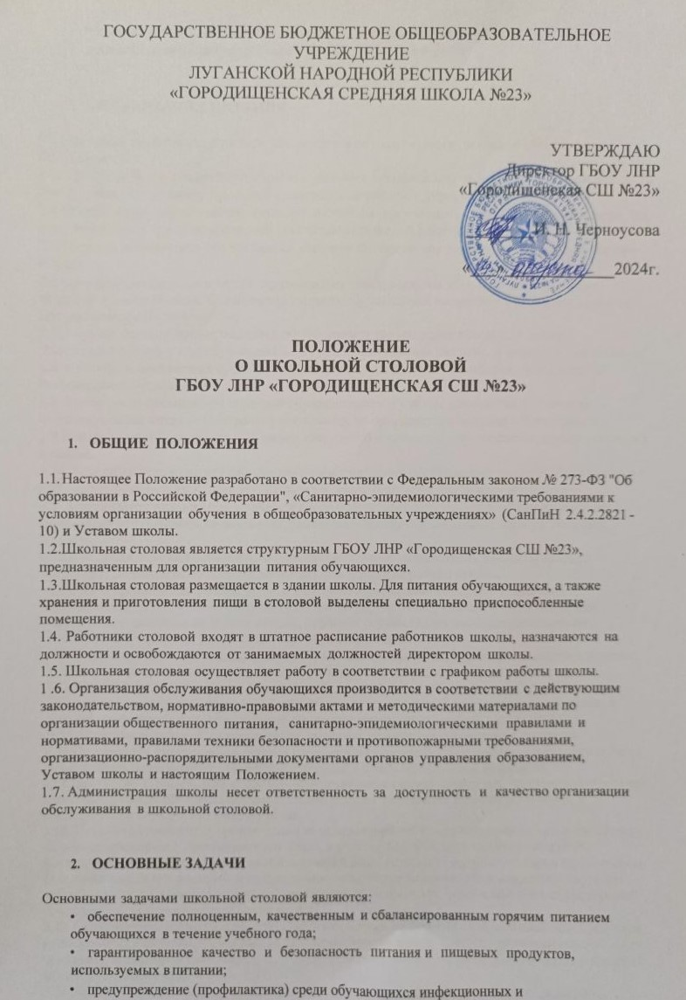 ГОСУДАРСТВЕННОЕ БЮДЖЕТНОЕ ОБЩЕОБРАЗОВАТЕЛЬНОЕ
УЧРЕЖДЕНИЕ
ЛУГАНСКОЙ НАРОДНОЙ РЕСПУБЛИКИ
«ГОРОДИЩЕНСКАЯ СРЕДНЯЯ ШКОЛА №23»
УТВЕРЖДАЮ
Директор ГБОУ ЛНР
«Городищенская СШ №23»
И. Н. Черноусова
марта 2024г.
ПОЛОЖЕНИЕ
О ШКОЛЬНОЙ СТОЛОВОЙ
ГБОУ ЛНР «ГОРОДИЩЕНСКАЯ СШ №23»
1. ОБЩИЕ ПОЛОЖЕНИЯ
1.1. Настоящее Положение разработано в соответствии с Федеральным законом № 273-ФЗ "Об
образовании в Российской Федерации", «Санитарно-эпидемиологическими требованиями к
условиям организации обучения в общеобразовательных учреждениях» (СанПиН 2.4.2.2821 -
10) и Уставом школы.
1.2.Школьная столовая является структурным ГБОУ ЛНР «Городищенская СШ №23»,
предназначенным для организации питания обучающихся.
1.3.Школьная столовая размещается в здании школы. Для питания обучающихся, а также
хранения и приготовления пищи в столовой выделены специально приспособленные
помещения.
1.4. Работники столовой входят в штатное расписание работников школы, назначаются на
должности и освобождаются от занимаемых должностей директором школы.
1.5. Школьная столовая осуществляет работу в соответствии с графиком работы школы.
1 .6. Организация обслуживания обучающихся производится в соответствии с действующим
законодательством, нормативно-правовыми актами и методическими материалами по
организации общественного питания, санитарно-эпидемиологическими правилами и
нормативами, правилами техники безопасности и противопожарными требованиями,
организационно-распорядительными документами органов управления образованием,
Уставом школы и настоящим Положением.
1.7. Администрация школы несет ответственность за доступность и качество организации
обслуживания в школьной столовой.
2. ОСНОВНЫЕ ЗАДАЧИ
Основными задачами школьной столовой являются:
• обеспечение полноценным, качественным и сбалансированным горячим питанием
обучающихся в течение учебного года;
• гарантированное качество и безопасность питания и пищевых продуктов,
используемых в питании;
• предупреждение (профилактика) среди обучающихся инфекционных и